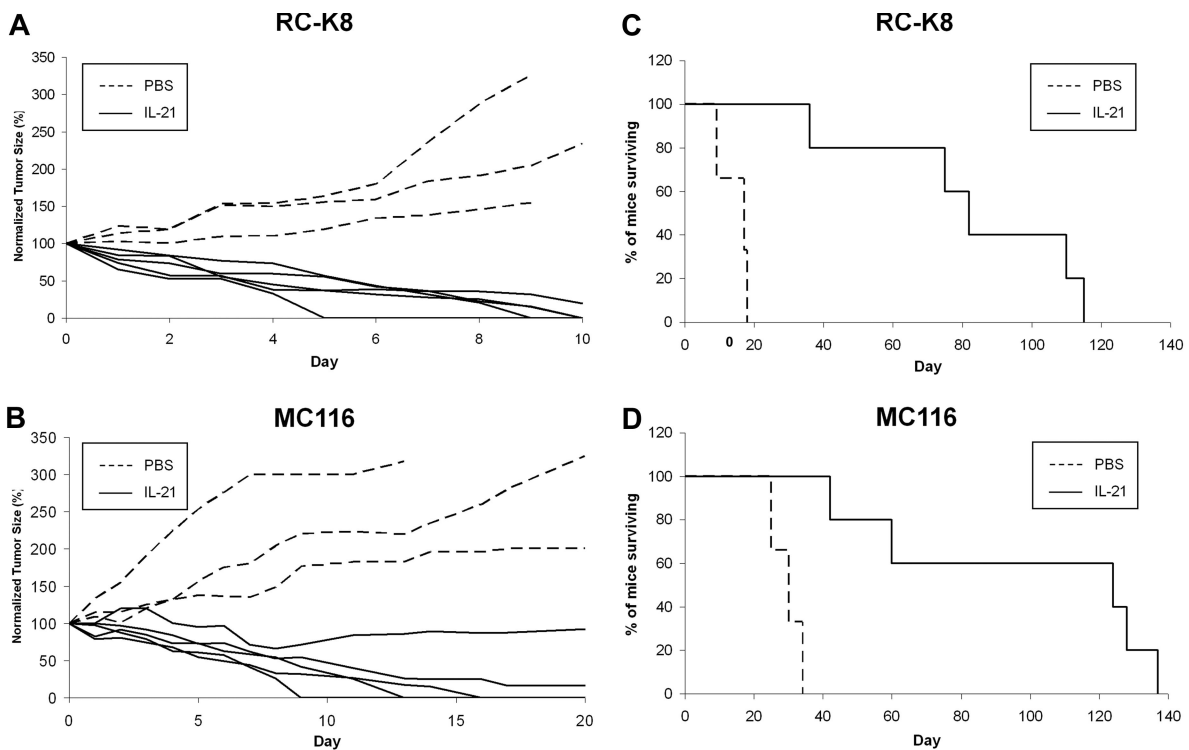 A
RC-K8
Normalized Tumor Size (%)
350
300
250
200
150
100
50
0
PBS
IL-21
0 2 4 6 8 10
Day
C
RC-K8
% of mice surviving
120
100
80
60
40
20
0
PBS
IL-21
0 0 20 40 60 80 100 120 140
Day
B
MC116
Normalized Tumor Size (%)
350
300
250
200
150
100
50
0
PBS
IL-21
0 5 10 15 20
Day
D
MC116
% of mice surviving
120
100
80
60
40
20
0
PBS
IL-21
0 20 40 60 80 100 120 140
Day